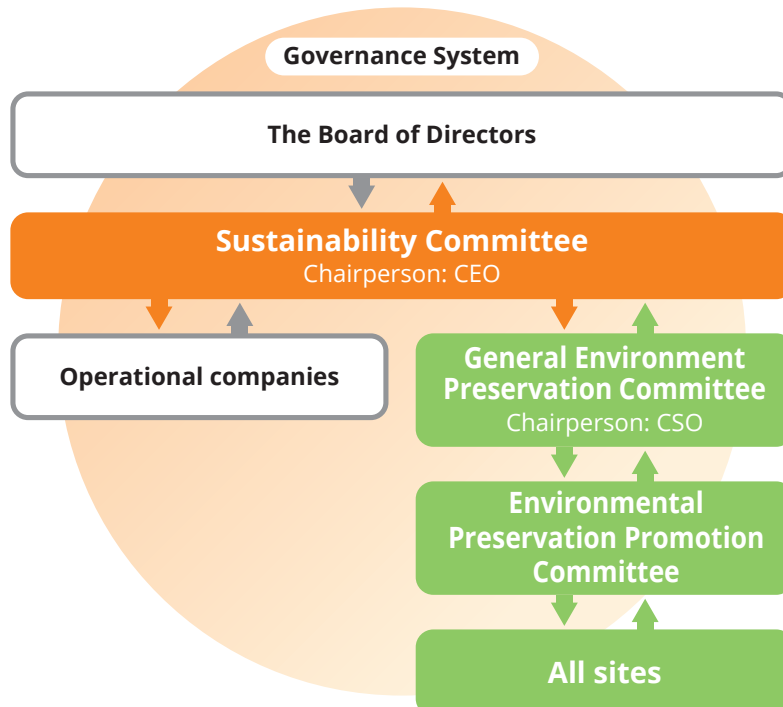 Governance System
The Board of Directors
Sustainability Committee
Chairperson: CEO
Operational companies
General Environment
Preservation Committee
Chairperson: CSO
Environmental
Preservation Promotion
Committee
All sites